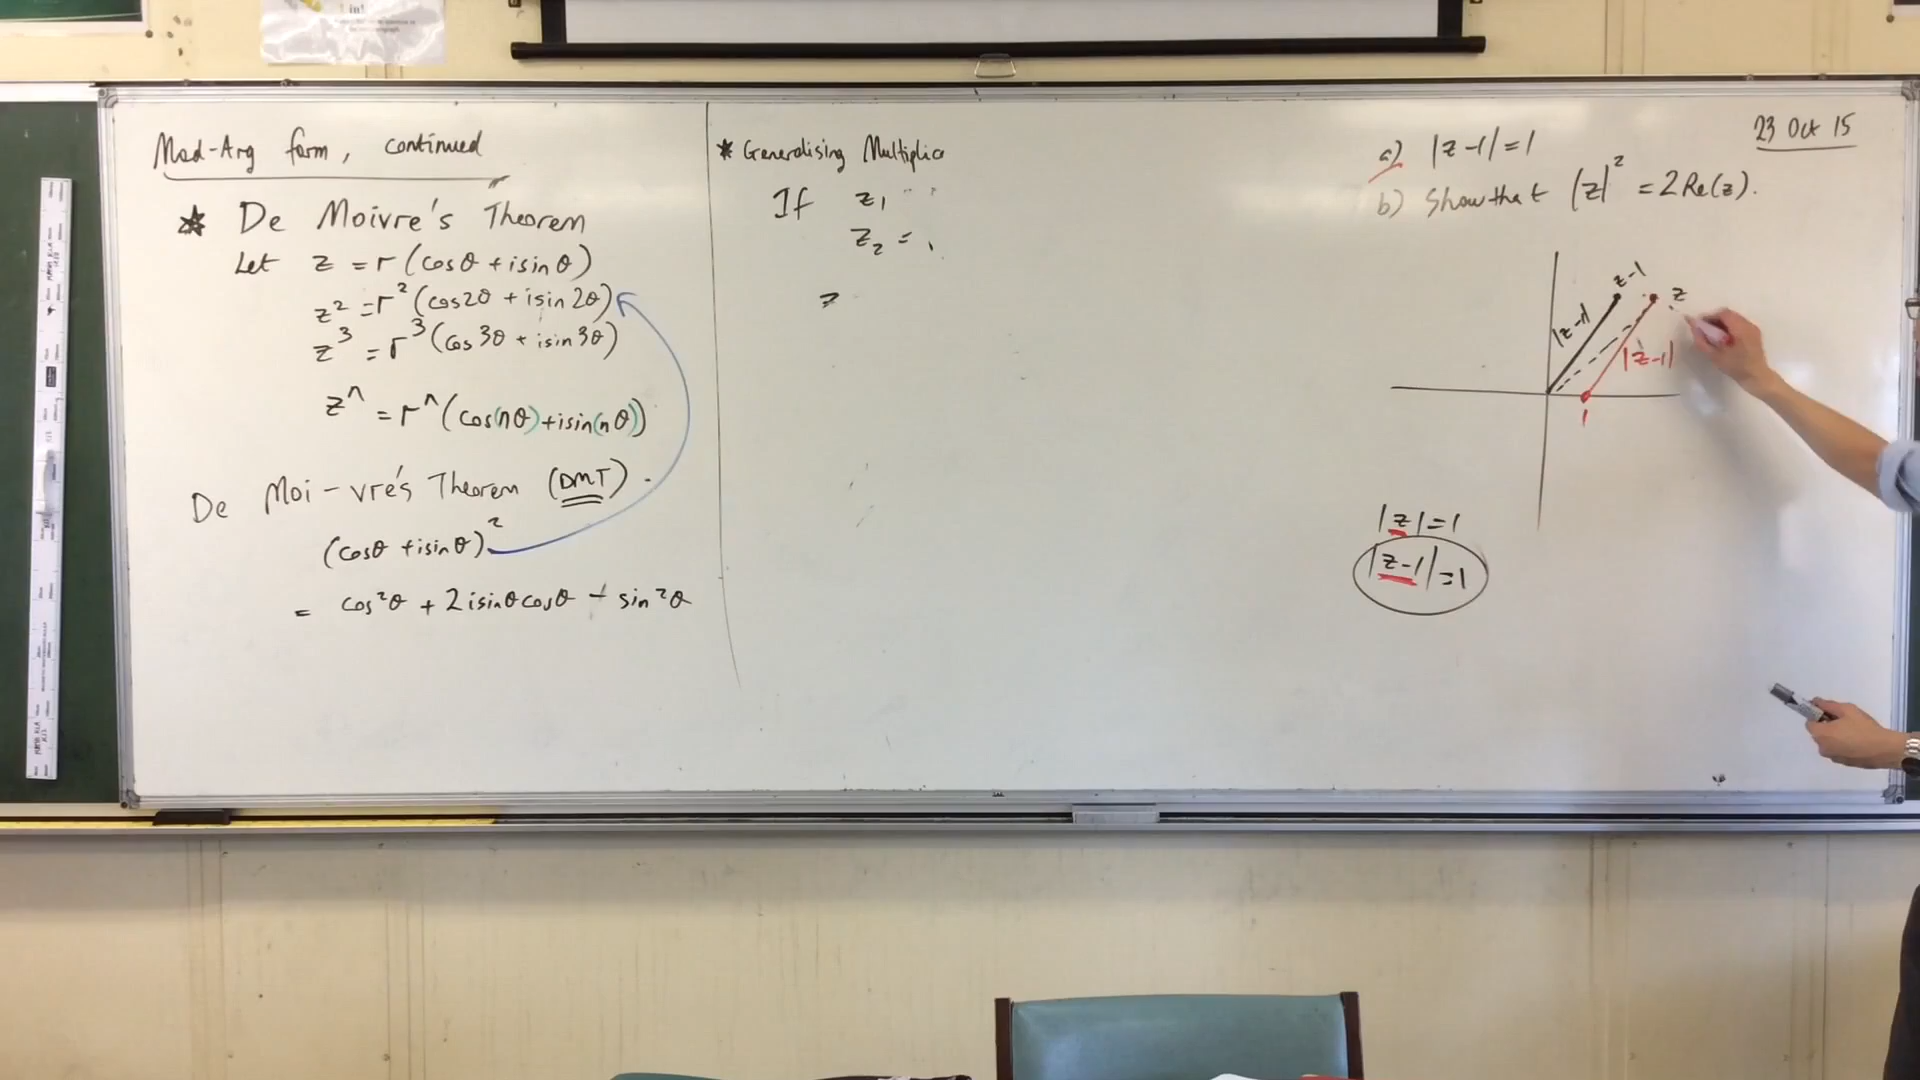 Mod-Arg form, continued
* De Moivre's Theorem
Let z = r (cosθ + isinθ)
z² = r² (cos2θ + isin2θ)
z³ = r³ (cos3θ + isin3θ)
zⁿ = rⁿ (cos(nθ) + isin(nθ))
De Moi-vre's Theorem (DMT).
(cosθ + isinθ)²
= cos²θ + 2isinθcosθ - sin²θ
* Generalising Multiplica
If z₁
z₂ =
23 Oct 15
a) |z-1| = 1
b) Show that |z|² = 2Re(z).
z-1
z
|z-1|
|z-1|
1
|z| = 1
|z-1| = 1